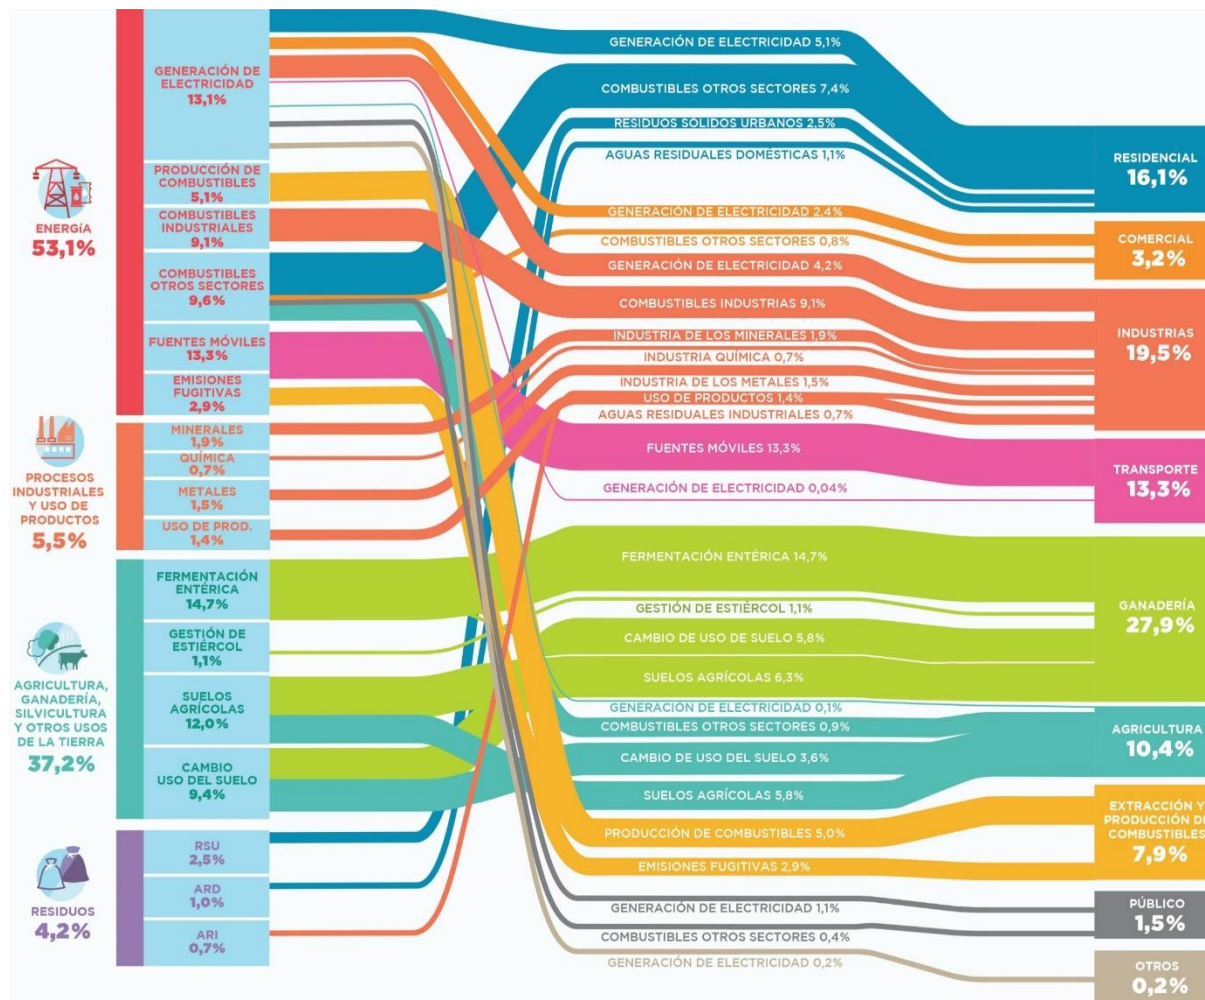 ENERGÍA
53,1%
PROCESOS
INDUSTRIALES
Y USO DE
PRODUCTOS
5,5%
AGRICULTURA,
GANADERÍA,
SILVICULTURA
Y OTROS USOS
DE LA TIERRA
37,2%
RESIDUOS
4,2%
GENERACIÓN DE
ELECTRICIDAD
13,1%
PRODUCCIÓN DE
COMBUSTIBLES
5,1%
COMBUSTIBLES
INDUSTRIALES
9,1%
COMBUSTIBLES
OTROS SECTORES
9,6%
FUENTES MÓVILES
13,3%
EMISIONES
FUGITIVAS
2,9%
MINERALES
1,9%
QUÍMICA
0,7%
METALES
1,5%
USO DE PROD.
1,4%
FERMENTACIÓN
ENTÉRICA
14,7%
GESTIÓN DE
ESTIÉRCOL
1,1%
SUELOS
AGRÍCOLAS
12,0%
CAMBIO
USO DEL SUELO
9,4%
RSU
2,5%
ARD
1,0%
ARI
0,7%
GENERACIÓN DE ELECTRICIDAD 5,1%
COMBUSTIBLES OTROS SECTORES 7,4%
RESIDUOS SÓLIDOS URBANOS 2,5%
AGUAS RESIDUALES DOMÉSTICAS 1,1%
GENERACIÓN DE ELECTRICIDAD 2,4%
COMBUSTIBLES OTROS SECTORES 0,8%
GENERACIÓN DE ELECTRICIDAD 4,2%
COMBUSTIBLES INDUSTRIAS 9,1%
INDUSTRIA DE LOS MINERALES 1,9%
INDUSTRIA QUÍMICA 0,7%
INDUSTRIA DE LOS METALES 1,5%
USO DE PRODUCTOS 1,4%
AGUAS RESIDUALES INDUSTRIALES 0,7%
FUENTES MÓVILES 13,3%
GENERACIÓN DE ELECTRICIDAD 0,04%
FERMENTACIÓN ENTÉRICA 14,7%
GESTIÓN DE ESTIÉRCOL 1,1%
CAMBIO DE USO DE SUELO 5,8%
SUELOS AGRÍCOLAS 6,3%
GENERACIÓN DE ELECTRICIDAD 0,1%
COMBUSTIBLES OTROS SECTORES 0,9%
CAMBIO DE USO DEL SUELO 3,6%
SUELOS AGRÍCOLAS 5,8%
PRODUCCIÓN DE COMBUSTIBLES 5,0%
EMISIONES FUGITIVAS 2,9%
GENERACIÓN DE ELECTRICIDAD 1,1%
COMBUSTIBLES OTROS SECTORES 0,4%
GENERACIÓN DE ELECTRICIDAD 0,2%
RESIDENCIAL
16,1%
COMERCIAL
3,2%
INDUSTRIAS
19,5%
TRANSPORTE
13,3%
GANADERÍA
27,9%
AGRICULTURA
10,4%
EXTRACCIÓN Y
PRODUCCIÓN DE
COMBUSTIBLES
7,9%
PÚBLICO
1,5%
OTROS
0,2%